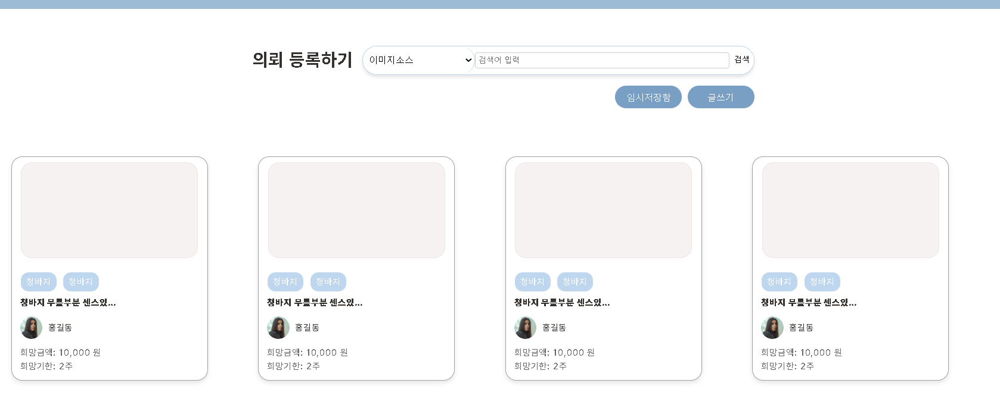 의뢰 등록하기
이미지소스
검색어 입력
검색
임시저장함
글쓰기
청바지 청바지
청바지 무릎부분 센스있...
홍길동
희망금액: 10,000 원
희망기한: 2주
청바지 청바지
청바지 무릎부분 센스있...
홍길동
희망금액: 10,000 원
희망기한: 2주
청바지 청바지
청바지 무릎부분 센스있...
홍길동
희망금액: 10,000 원
희망기한: 2주
청바지 청바지
청바지 무릎부분 센스있...
홍길동
희망금액: 10,000 원
희망기한: 2주